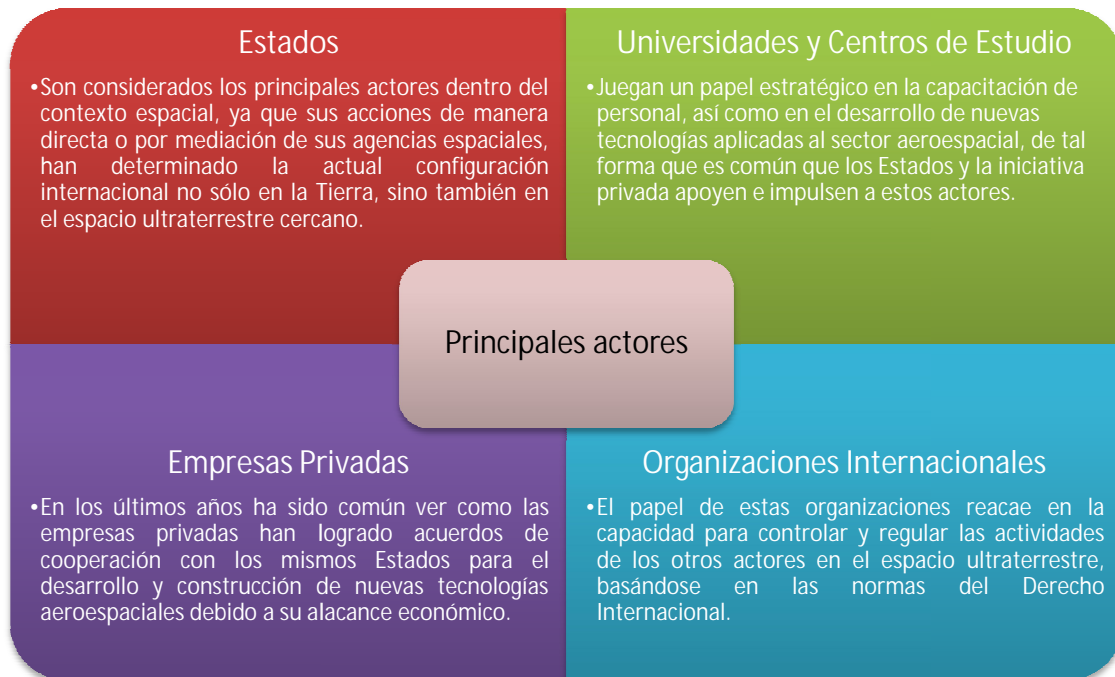 Estados
•Son considerados los principales actores dentro del
contexto espacial, ya que sus acciones de manera
directa o por mediación de sus agencias espaciales,
han determinado la actual configuración
internacional no sólo en la Tierra, sino también en
el espacio ultraterrestre cercano.
Universidades y Centros de Estudio
•Juegan un papel estratégico en la capacitación de
personal, así como en el desarrollo de nuevas
tecnologías aplicadas al sector aeroespacial, de tal
forma que es común que los Estados y la iniciativa
privada apoyen e impulsen a estos actores.
Principales actores
Empresas Privadas
•En los últimos años ha sido común ver como las
empresas privadas han logrado acuerdos de
cooperación con los mismos Estados para el
desarrollo y construcción de nuevas tecnologías
aeroespaciales debido a su alacance económico.
Organizaciones Internacionales
•El papel de estas organizaciones reacae en la
capacidad para controlar y regular las actividades
de los otros actores en el espacio ultraterrestre,
basándose en las normas del Derecho
Internacional.